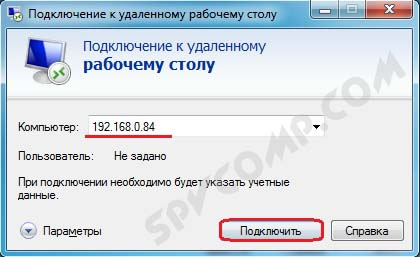 Подключение к удаленному рабочему столу
Подключение к удаленному
рабочему столу
Компьютер: 192.168.0.84
Пользователь: Не задано
При подключении необходимо будет указать учетные
данные.
Параметры Подключить Справка
SPVCOMP.COM